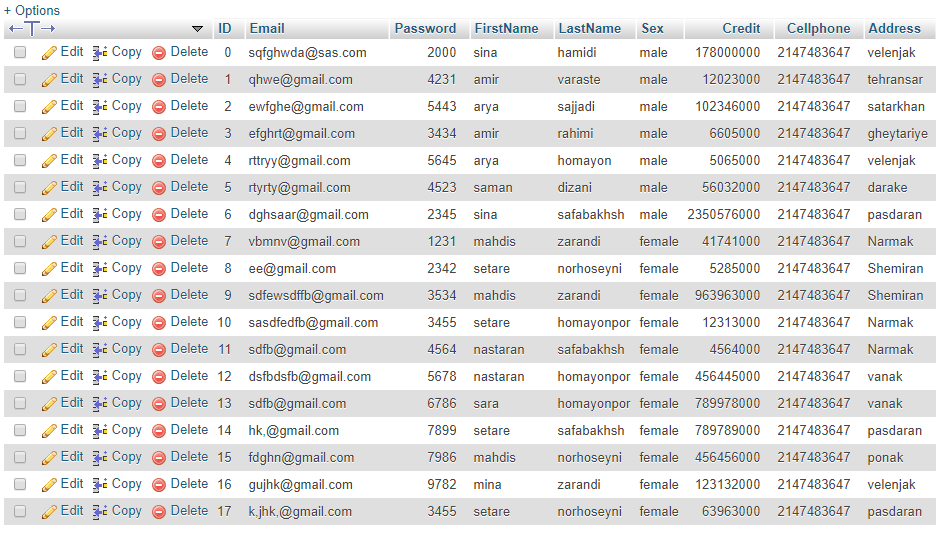 + Options
ID Email Password FirstName LastName Sex Credit Cellphone Address
Edit Copy Delete 0 sqfghwda@sas.com 2000 sina hamidi male 178000000 2147483647 velenjak
Edit Copy Delete 1 qhwe@gmail.com 4231 amir varaste male 12023000 2147483647 tehransar
Edit Copy Delete 2 ewfghe@gmail.com 5443 arya sajjadi male 102346000 2147483647 satarkhan
Edit Copy Delete 3 efghrt@gmail.com 3434 amir rahimi male 6605000 2147483647 gheytariye
Edit Copy Delete 4 rttryy@gmail.com 5645 arya homayon male 5065000 2147483647 velenjak
Edit Copy Delete 5 rtyrty@gmail.com 4523 saman dizani male 56032000 2147483647 darake
Edit Copy Delete 6 dghsaar@gmail.com 2345 sina safabakhsh male 2350576000 2147483647 pasdaran
Edit Copy Delete 7 vbmnv@gmail.com 1231 mahdis zarandi female 41741000 2147483647 Narmak
Edit Copy Delete 8 ee@gmail.com 2342 setare norhoseyni female 5285000 2147483647 Shemiran
Edit Copy Delete 9 sdfewsdffb@gmail.com 3534 mahdis zarandi female 963963000 2147483647 Shemiran
Edit Copy Delete 10 sasdfedfb@gmail.com 3455 setare homayonpor female 12313000 2147483647 Narmak
Edit Copy Delete 11 sdfb@gmail.com 4564 nastaran safabakhsh female 4564000 2147483647 Narmak
Edit Copy Delete 12 dsfbdsfb@gmail.com 5678 nastaran homayonpor female 456445000 2147483647 vanak
Edit Copy Delete 13 sdfb@gmail.com 6786 sara homayonpor female 789978000 2147483647 vanak
Edit Copy Delete 14 hk,@gmail.com 7899 setare safabakhsh female 789789000 2147483647 pasdaran
Edit Copy Delete 15 fdghn@gmail.com 7986 mahdis norhoseyni female 456456000 2147483647 ponak
Edit Copy Delete 16 gujhk@gmail.com 9782 mina zarandi female 123132000 2147483647 velenjak
Edit Copy Delete 17 k,jhk,@gmail.com 3455 setare norhoseyni female 63963000 2147483647 pasdaran